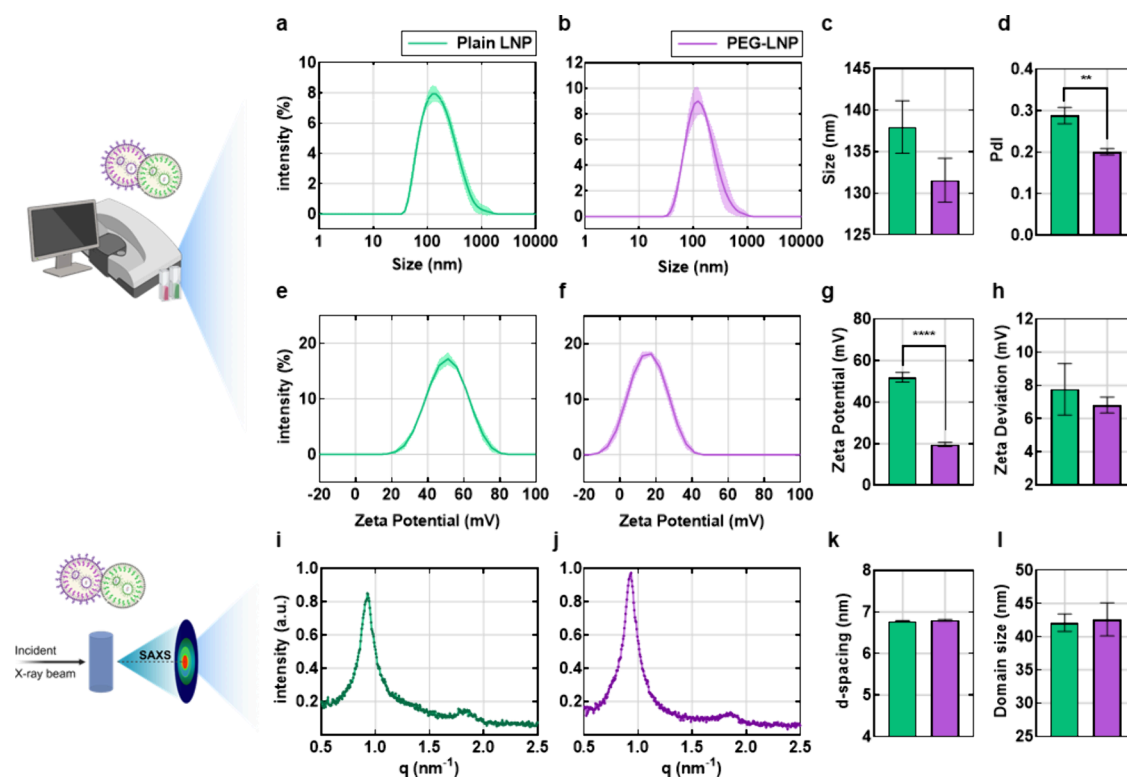 a
Plain LNP
intensity (%)
10
8
6
4
2
0
1 10 100 1000 10000
Size (nm)
b
PEG-LNP
12
10
8
6
4
2
0
1 10 100 1000 10000
Size (nm)
c
Size (nm)
145
140
135
130
125
d
PdI
0.4
0.3
0.2
0.1
0.0
**
e
intensity (%)
20
10
0
-20 0 20 40 60 80 100
Zeta Potential (mV)
f
20
10
0
-20 0 20 40 60 80 100
Zeta Potential (mV)
g
Zeta Potential (mV)
80
60
40
20
0
****
h
Zeta Deviation (mV)
12
10
8
6
4
2
Incident
X-ray beam
SAXS
i
intensity (a.u.)
1.0
0.8
0.6
0.4
0.2
0.5 1.0 1.5 2.0 2.5
q (nm-1)
j
1.0
0.8
0.6
0.4
0.2
0.5 1.0 1.5 2.0 2.5
q (nm-1)
k
d-spacing (nm)
8
7
6
5
4
l
Domain size (nm)
50
45
40
35
30
25